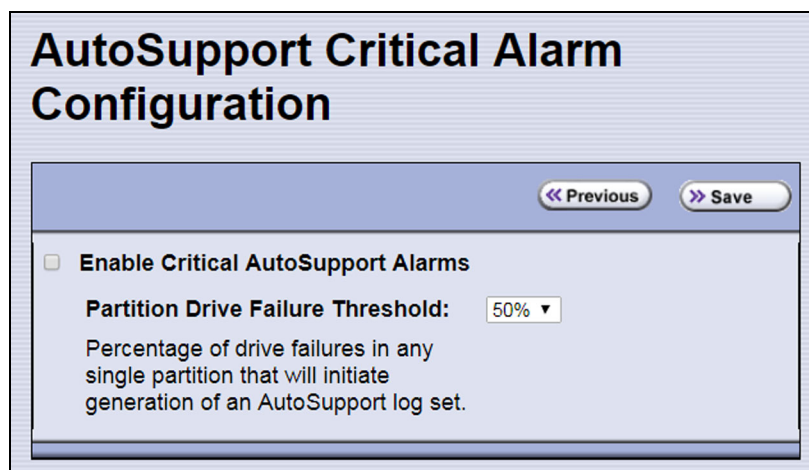 AutoSupport Critical Alarm
Configuration
Previous
Save
Enable Critical AutoSupport Alarms
Partition Drive Failure Threshold:
50%
Percentage of drive failures in any
single partition that will initiate
generation of an AutoSupport log set.